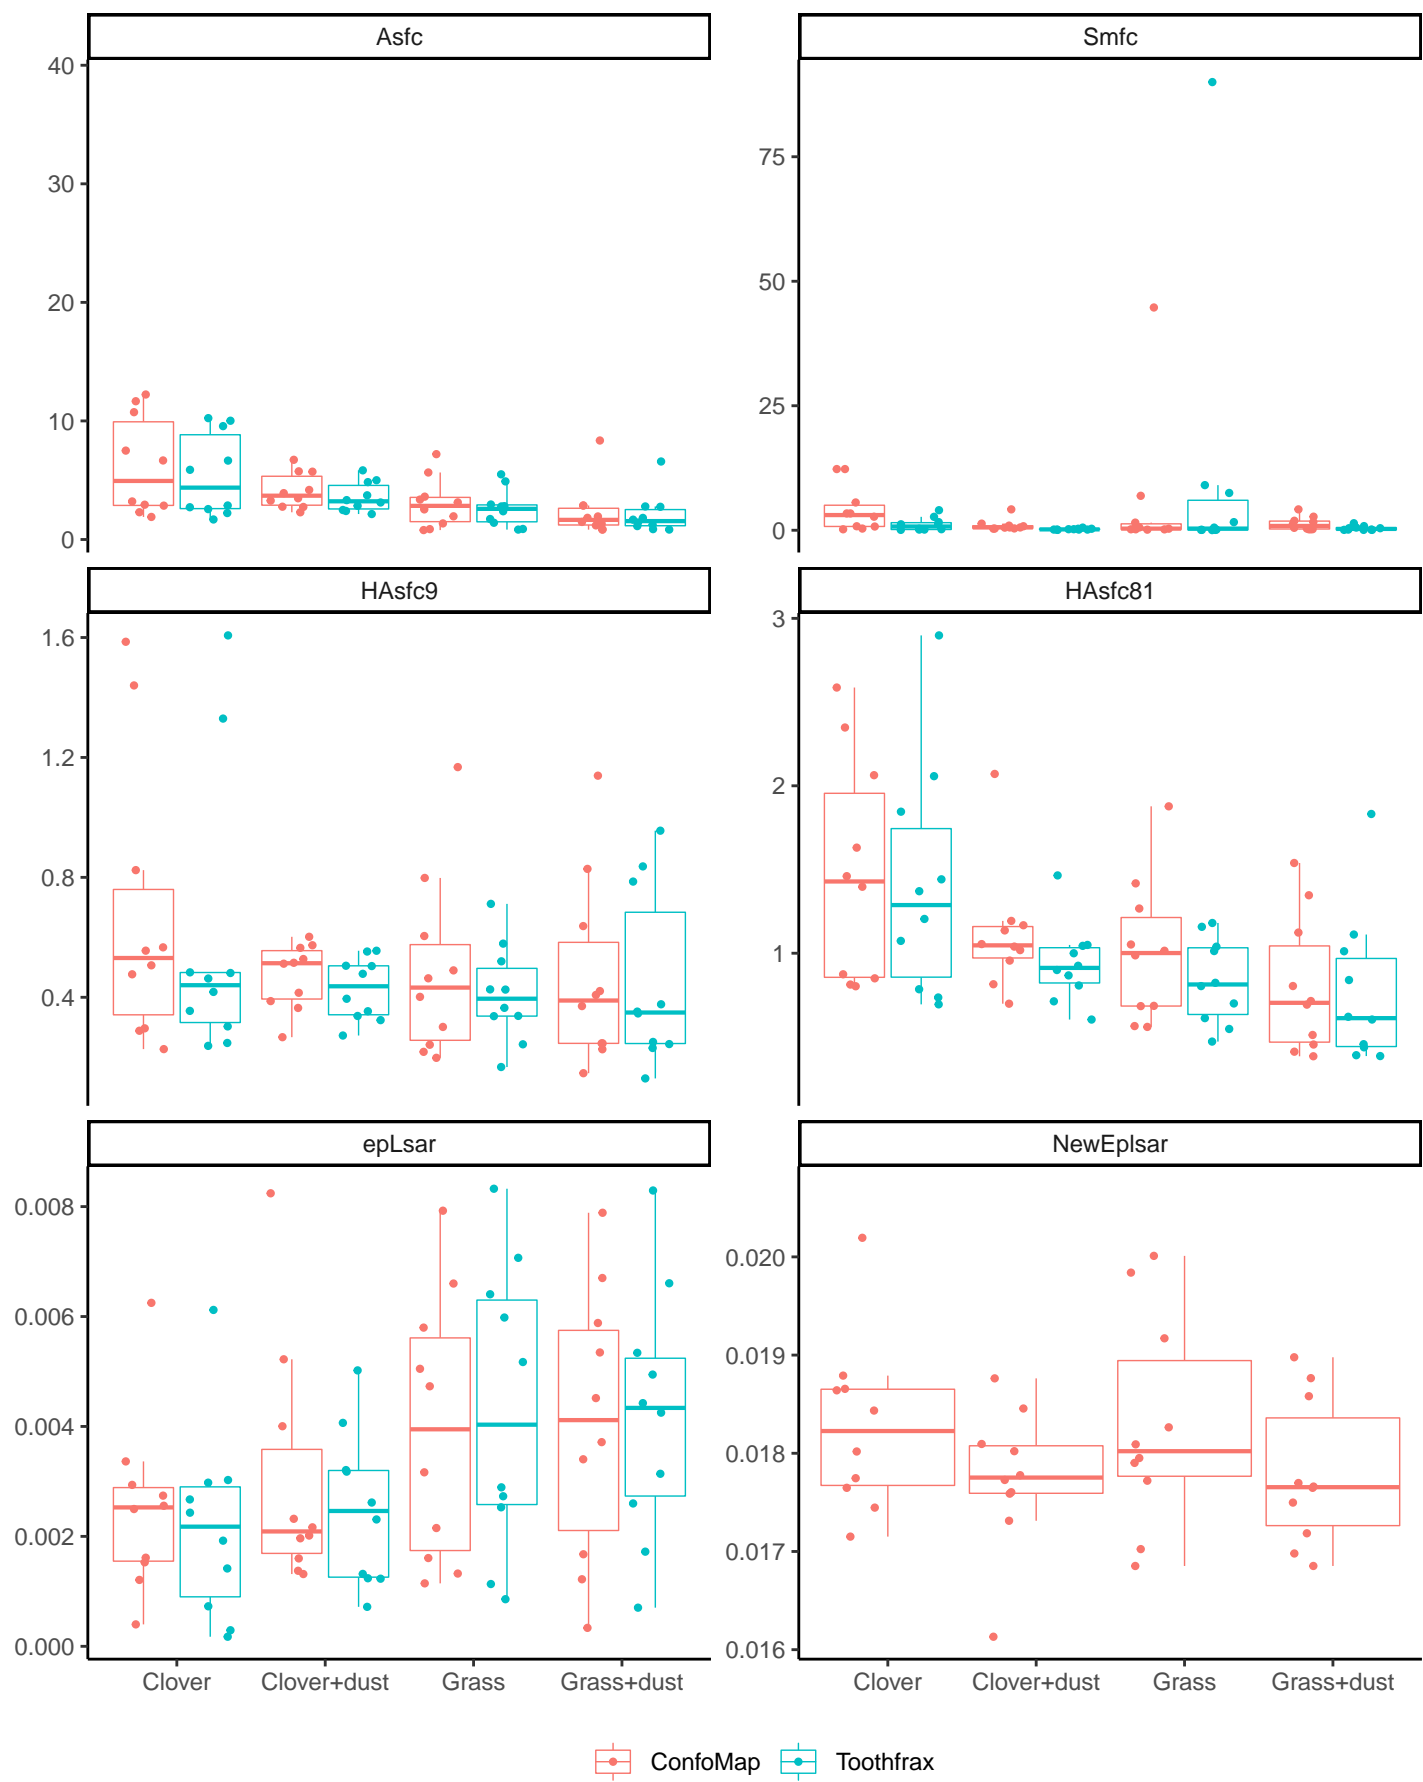 Asfc
Smfc
40
30
20
10
0
75
50
25
0
HAsfc9
HAsfc81
1.6
1.2
0.8
0.4
3
2
1
epLsar
NewEplsar
0.008
0.006
0.004
0.002
0.000
0.020
0.019
0.018
0.017
0.016
Clover Clover+dust Grass Grass+dust
Clover Clover+dust Grass Grass+dust
ConfoMap Toothfrax